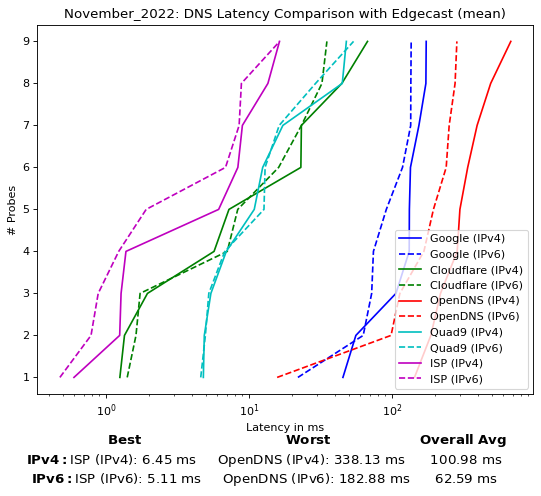 November_2022: DNS Latency Comparison with Edgecast (mean)
9
8
7
6
5
4
3
2
1
# Probes
Google (IPv4)
Google (IPv6)
Cloudflare (IPv4)
Cloudflare (IPv6)
OpenDNS (IPv4)
OpenDNS (IPv6)
Quad9 (IPv4)
Quad9 (IPv6)
ISP (IPv4)
ISP (IPv6)
10⁰ 10¹ 10²
Latency in ms
Best Worst Overall Avg
IPv4: ISP (IPv4): 6.45 ms OpenDNS (IPv4): 338.13 ms 100.98 ms
IPv6: ISP (IPv6): 5.11 ms OpenDNS (IPv6): 182.88 ms 62.59 ms